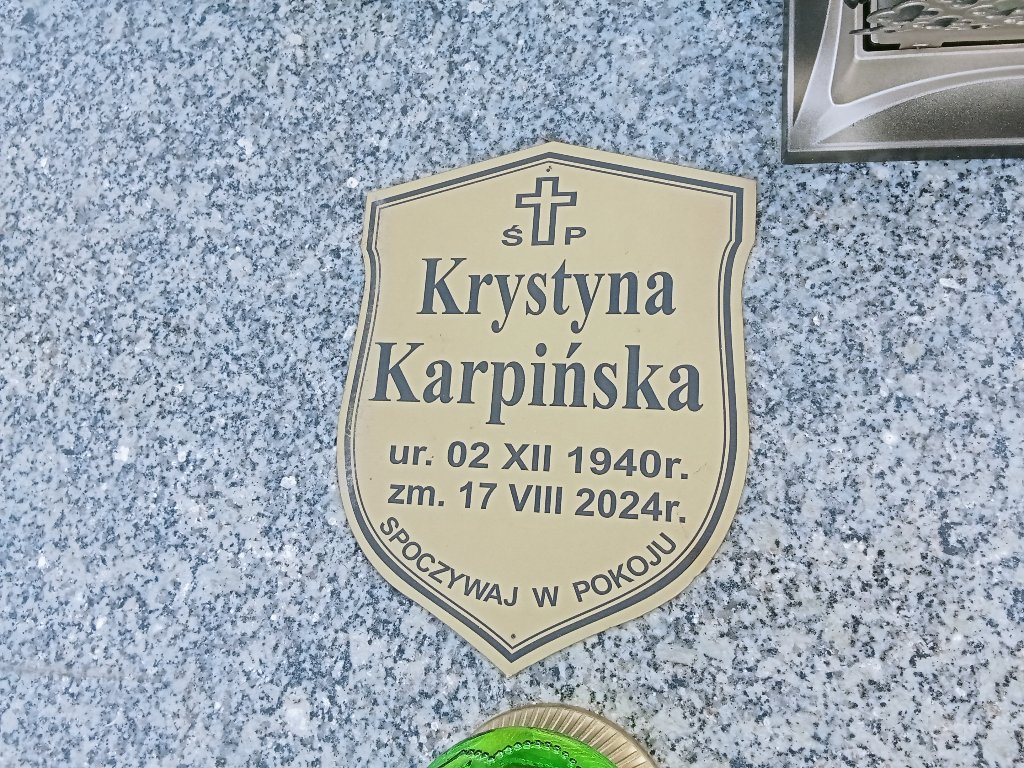 Ś P
Krystyna
Karpińska
ur. 02 XII 1940r.
zm. 17 VIII 2024r.
SPOCZYWAJ W POKOJU